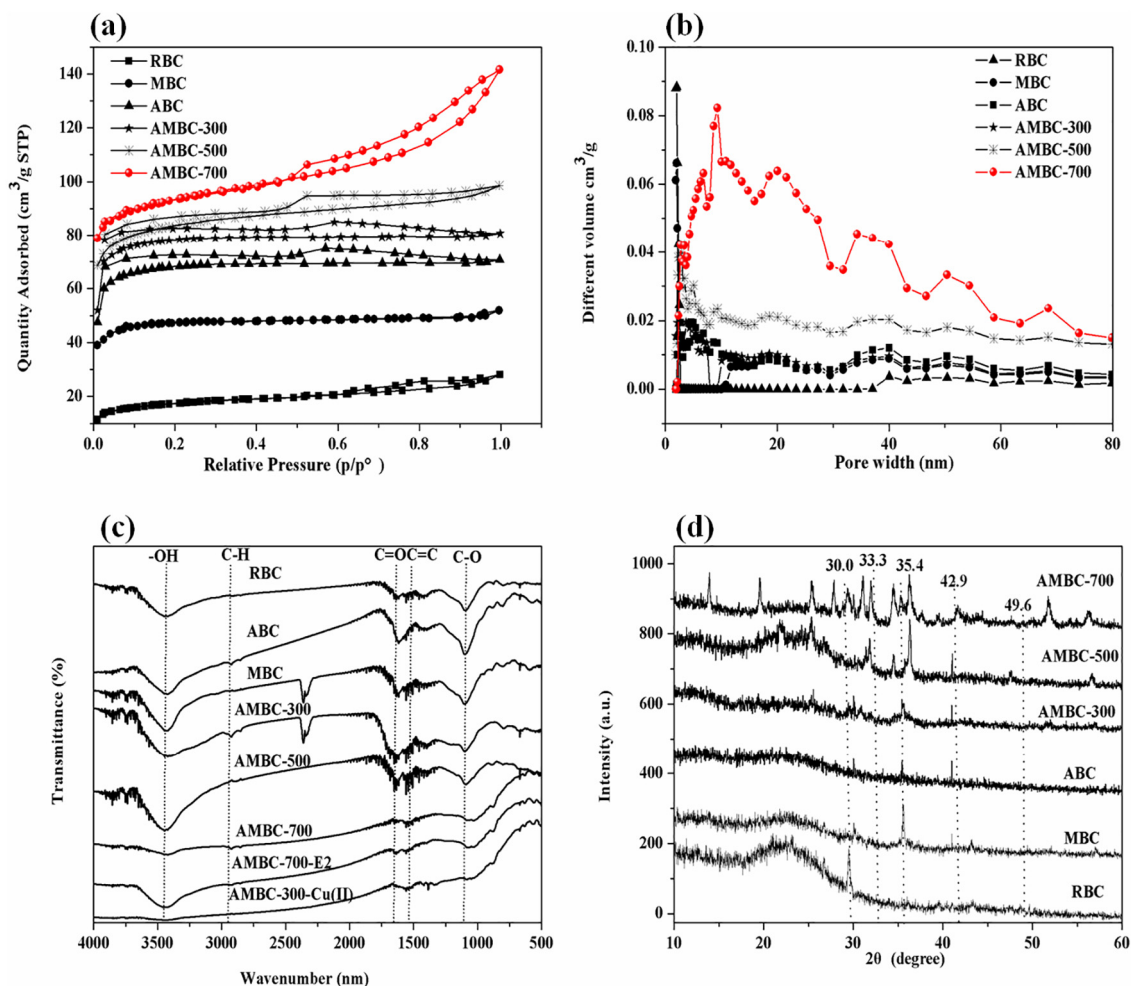 (a)
RBC
MBC
ABC
AMBC-300
AMBC-500
AMBC-700
140
120
100
80
60
40
20
0.0 0.2 0.4 0.6 0.8 1.0
Quantity Adsorbed (cm³/g STP)
Relative Pressure (p/p° )
(b)
RBC
MBC
ABC
AMBC-300
AMBC-500
AMBC-700
0.10
0.08
0.06
0.04
0.02
0.00
0 20 40 60 80
Different volume cm³/g
Pore width (nm)
(c)
-OH C-H C=O C=C C-O
RBC
ABC
MBC
AMBC-300
AMBC-500
AMBC-700
AMBC-700-E2
AMBC-300-Cu(II)
4000 3500 3000 2500 2000 1500 1000 500
Transmittance (%)
Wavenumber (nm)
(d)
1000
800
600
400
200
0
30.0 33.3 35.4 42.9 49.6
AMBC-700
AMBC-500
AMBC-300
ABC
MBC
RBC
10 20 30 40 50 60
Intensity (a.u.)
2θ (degree)